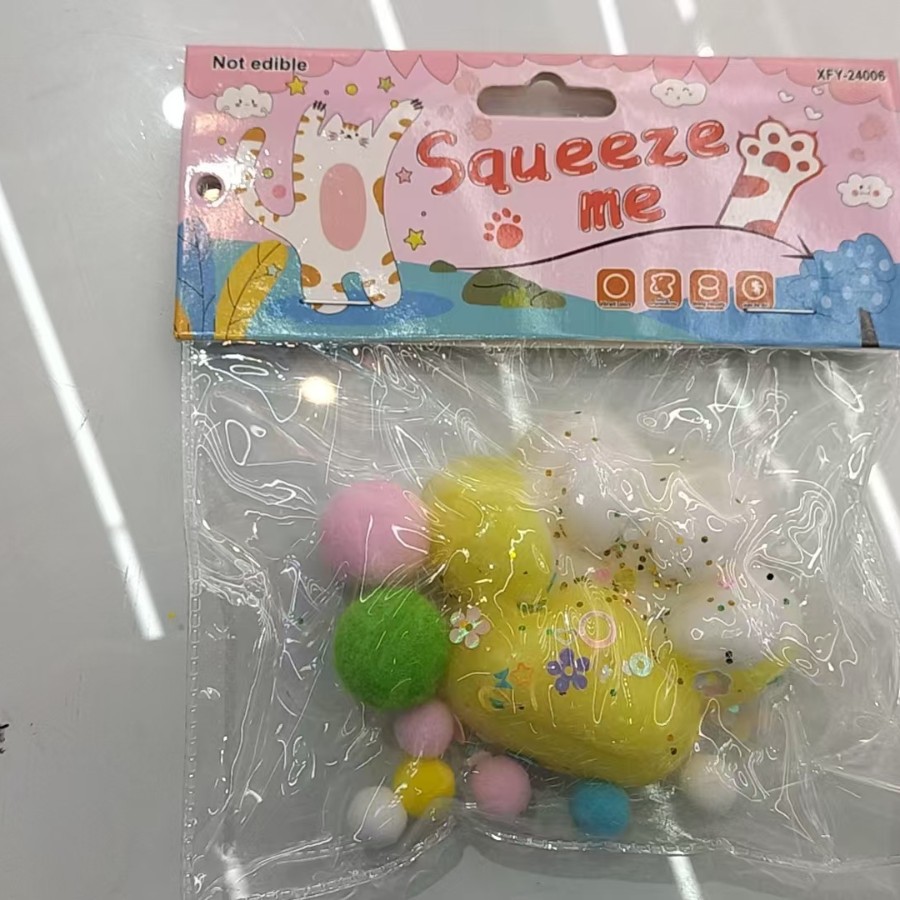 Not edible
XFY-24006
Squeeze
me